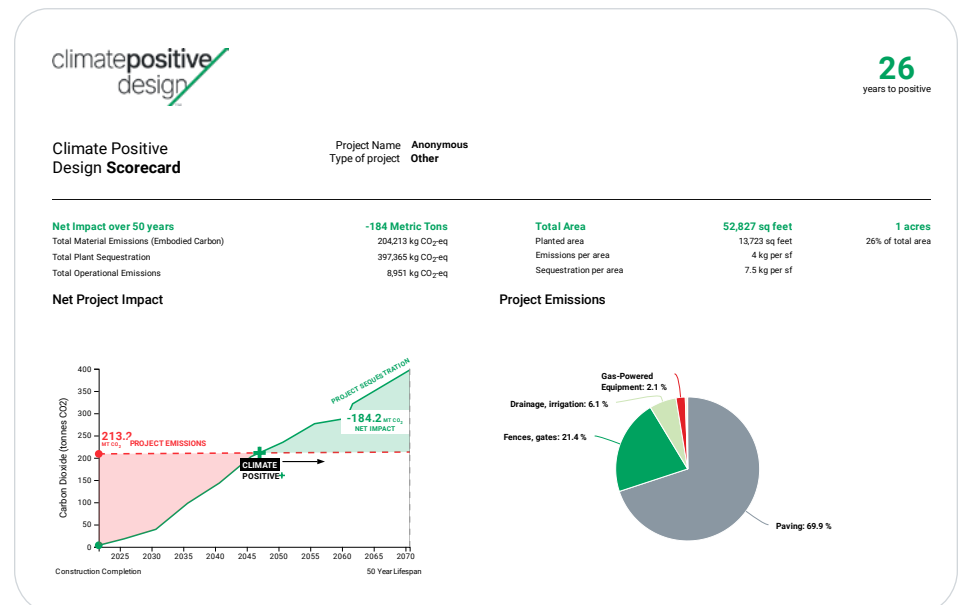 climatepositive
design
26
years to positive
Climate Positive
Design Scorecard
Project Name Anonymous
Type of project Other
Net Impact over 50 years -184 Metric Tons
Total Material Emissions (Embodied Carbon) 204,213 kg CO2-eq
Total Plant Sequestration 397,365 kg CO2-eq
Total Operational Emissions 8,951 kg CO2-eq
Total Area 52,827 sq feet 1 acres
Planted area 13,723 sq feet 26% of total area
Emissions per area 4 kg per sf
Sequestration per area 7.5 kg per sf
Net Project Impact
Carbon Dioxide (tonnes CO2)
400
350
300
250
200
150
100
50
0
213.2
MT CO2 PROJECT EMISSIONS
PROJECT SEQUESTRATION
-184.2 MT CO2
NET IMPACT
CLIMATE
POSITIVE+
2025 2030 2035 2040 2045 2050 2055 2060 2065 2070
Construction Completion 50 Year Lifespan
Project Emissions
Gas-Powered
Equipment: 2.1 %
Drainage, irrigation: 6.1 %
Fences, gates: 21.4 %
Paving: 69.9 %